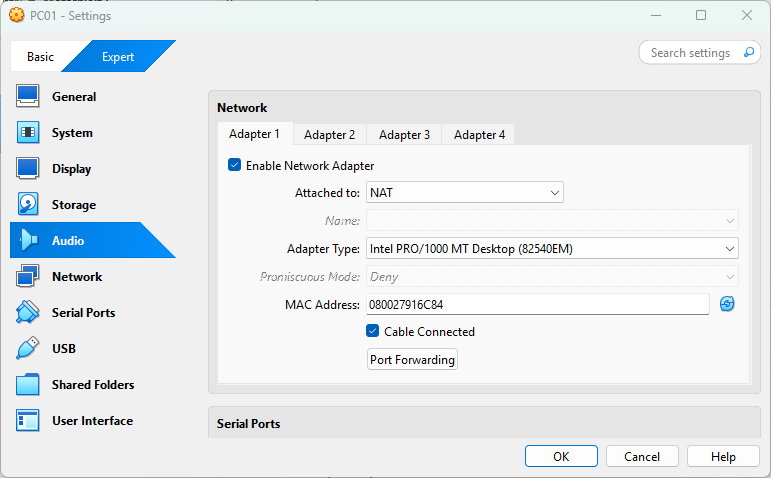 PC01 - Settings
Basic Expert Search settings
General
System
Display
Storage
Audio
Network
Serial Ports
USB
Shared Folders
User Interface
Network
Adapter 1 Adapter 2 Adapter 3 Adapter 4
Enable Network Adapter
Attached to: NAT
Name:
Adapter Type: Intel PRO/1000 MT Desktop (82540EM)
Promiscuous Mode: Deny
MAC Address: 080027916C84
Cable Connected
Port Forwarding
Serial Ports
OK Cancel Help